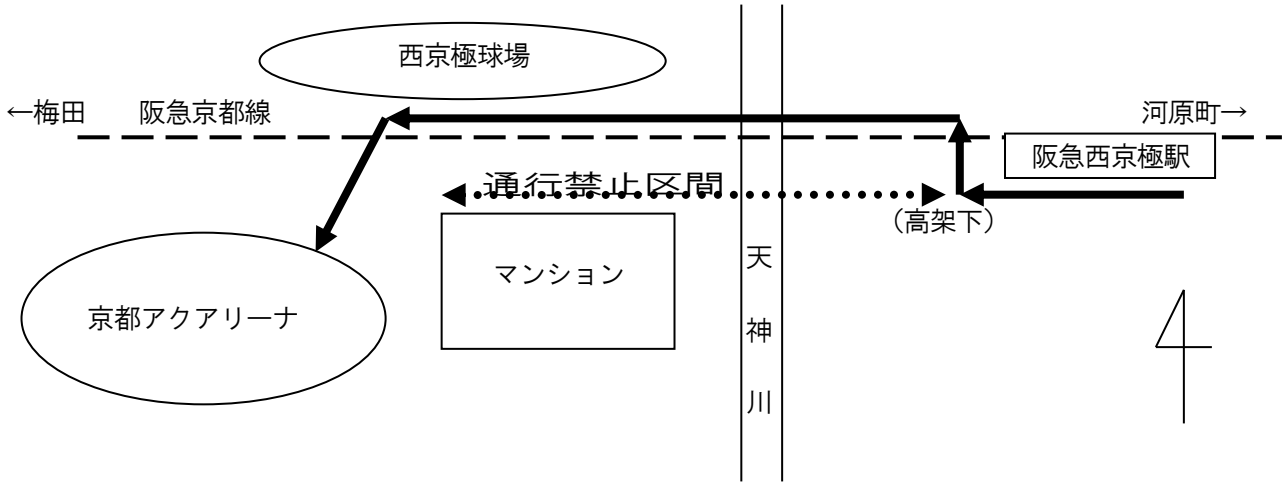 西京極球場
←梅田 阪急京都線 河原町→
阪急西京極駅
通行禁止区間
(高架下)
マンション
京都アクアリーナ
天神川